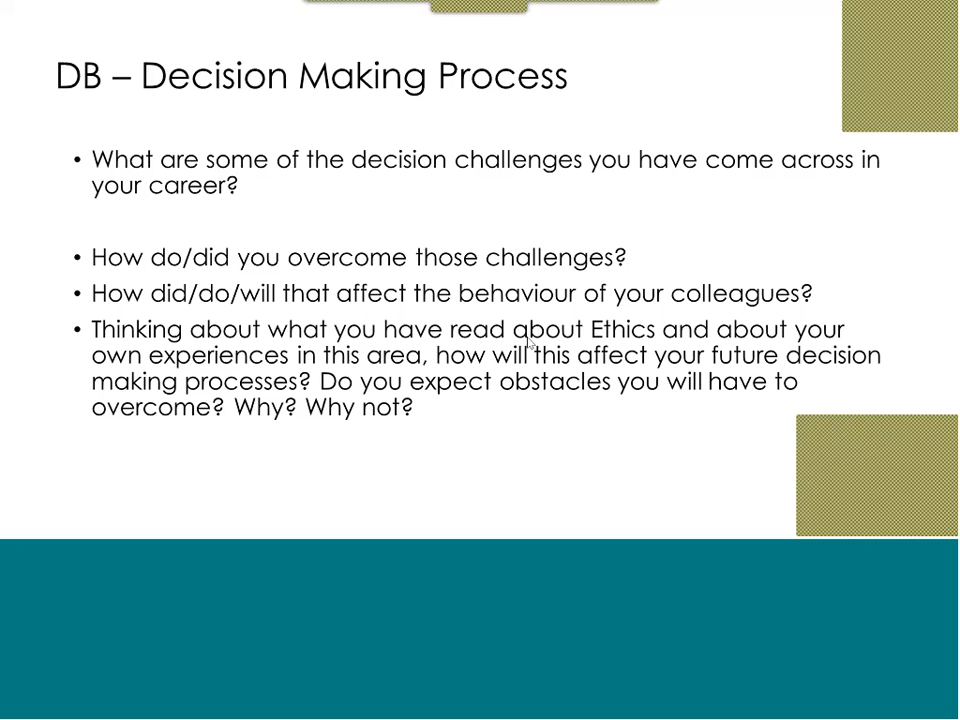 DB – Decision Making Process
• What are some of the decision challenges you have come across in
your career?
• How do/did you overcome those challenges?
• How did/do/will that affect the behaviour of your colleagues?
• Thinking about what you have read about Ethics and about your
own experiences in this area, how will this affect your future decision
making processes? Do you expect obstacles you will have to
overcome? Why? Why not?